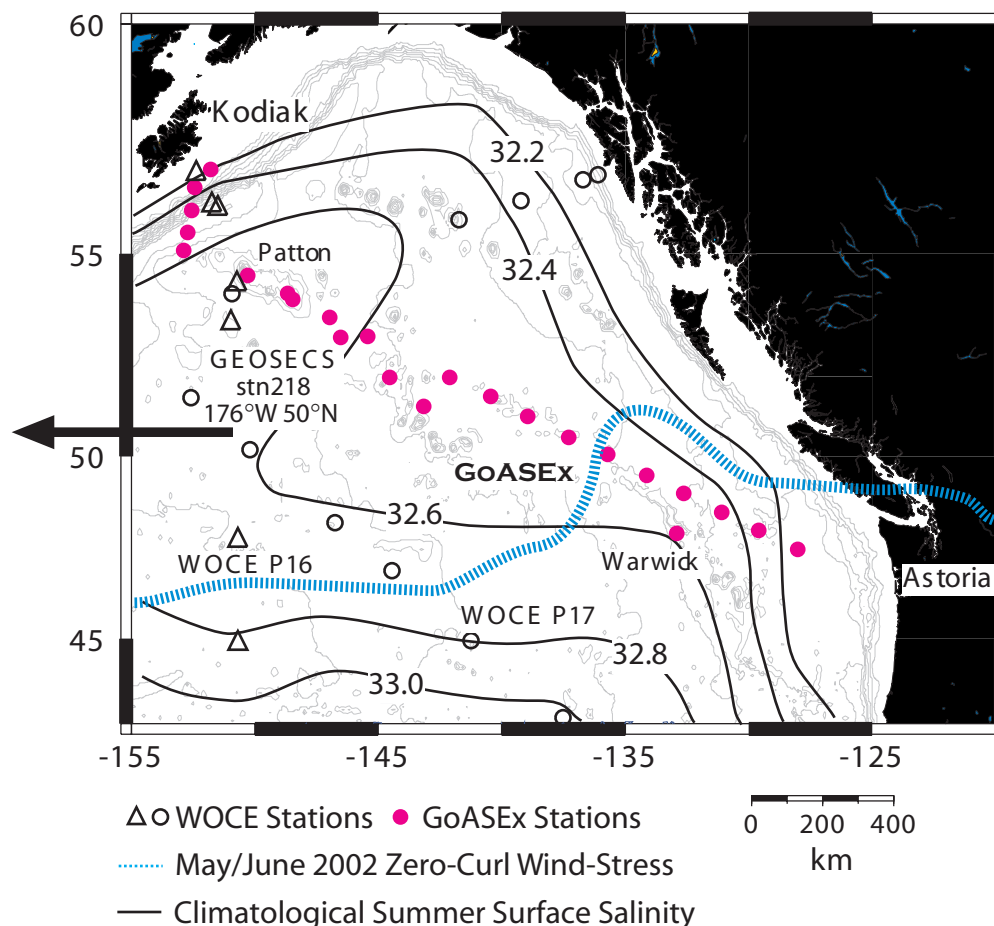 60
Kodiak
32.2
55
Patton
32.4
GEOSECS
stn218
176°W 50°N
50
GoASEx
32.6
WOCE P16
Warwick
Astoria
WOCE P17
45
32.8
33.0
-155
-145
-135
-125
WOCE Stations
GoASEx Stations
0 200 400
km
May/June 2002 Zero-Curl Wind-Stress
Climatological Summer Surface Salinity